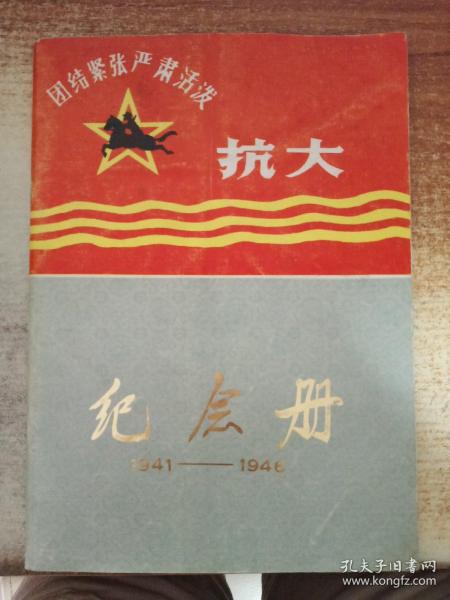 团结紧张严肃活泼
抗大
纪念册
1941——1946
孔夫子旧书网
www.kongfz.com